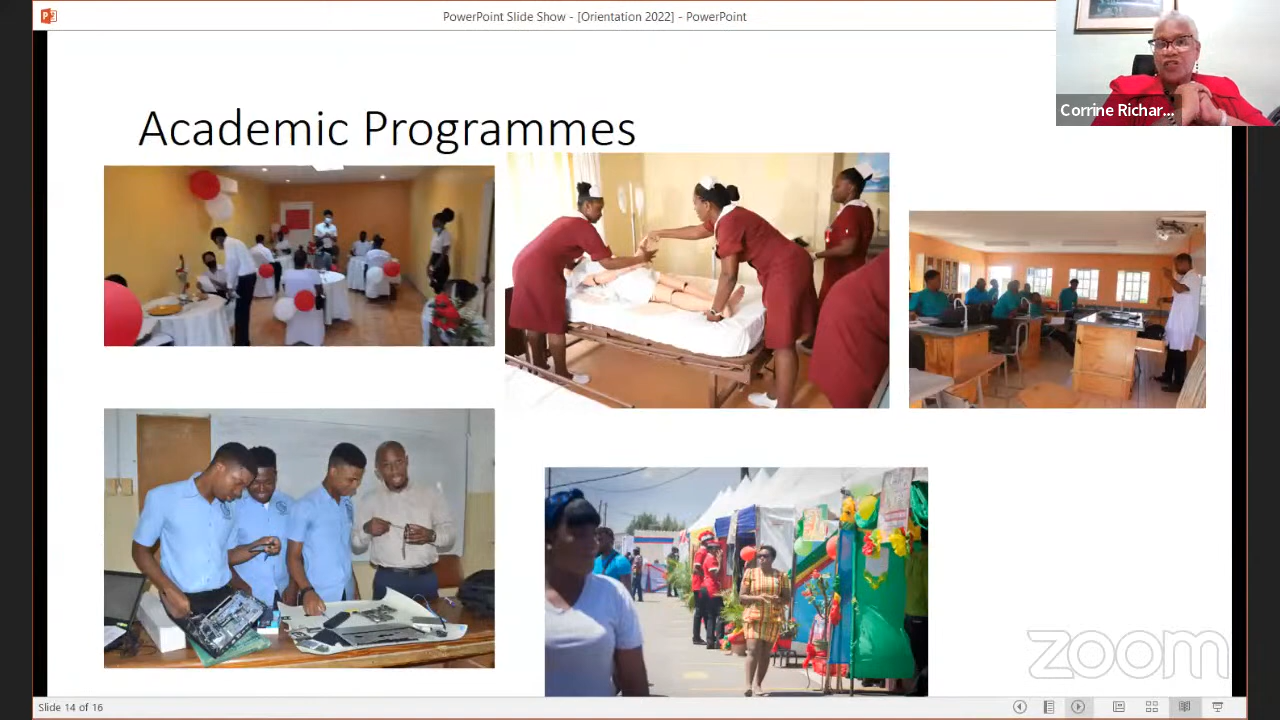 PowerPoint Slide Show - [Orientation 2022] - PowerPoint
Corrine Richar...
Academic Programmes
zoom
Slide 14 of 16